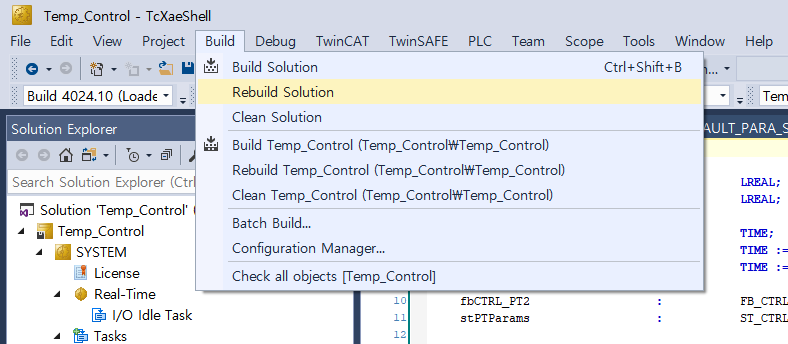 Temp_Control - TcXaeShell
File Edit View Project Build Debug TwinCAT TwinSAFE PLC Team Scope Tools Window Help
Build 4024.10 (Loade
Build Solution Ctrl+Shift+B
Rebuild Solution
Clean Solution
Build Temp_Control (Temp_Control₩Temp_Control)
Rebuild Temp_Control (Temp_Control₩Temp_Control)
Clean Temp_Control (Temp_Control₩Temp_Control)
Batch Build...
Configuration Manager...
Check all objects [Temp_Control]
n...
Tem
AULT_PARA_S
Solution Explorer
Search Solution Explorer (Ctrl
Solution 'Temp_Control' (
Temp_Control
SYSTEM
License
Real-Time
I/O Idle Task
Tasks
LREAL;
LREAL;
TIME;
TIME :=
TIME :=
10 fbCTRL_PT2 : FB_CTRL
11 stPTParams : ST_CTRL
12